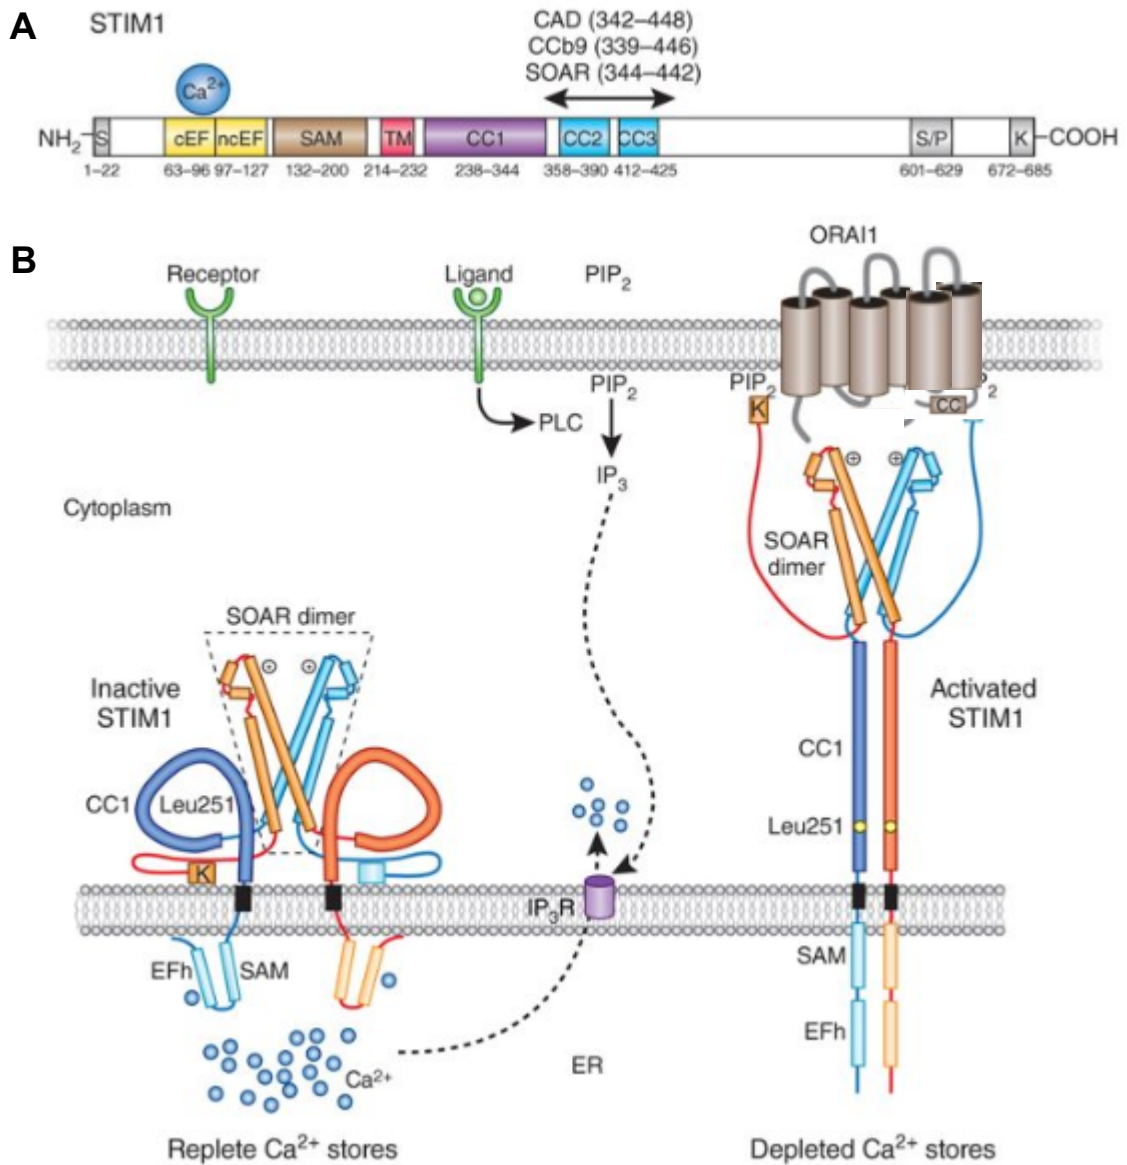 A
STIM1
CAD (342–448)
CCb9 (339–446)
SOAR (344–442)
Ca2+
NH2
S
cEF
ncEF
SAM
TM
CC1
CC2
CC3
S/P
K
COOH
1–22
63–96
97–127
132–200
214–232
238–344
358–390
412–425
601–629
672–685
B
Receptor
Ligand
PIP2
ORAI1
PIP2
PLC
IP3
PIP2
K
CC
2
Cytoplasm
+
+
SOAR
dimer
SOAR dimer
+
+
Inactive
STIM1
Activated
STIM1
CC1
CC1
Leu251
Leu251
K
IP3R
EFh
SAM
SAM
EFh
Ca2+
ER
Replete Ca2+ stores
Depleted Ca2+ stores